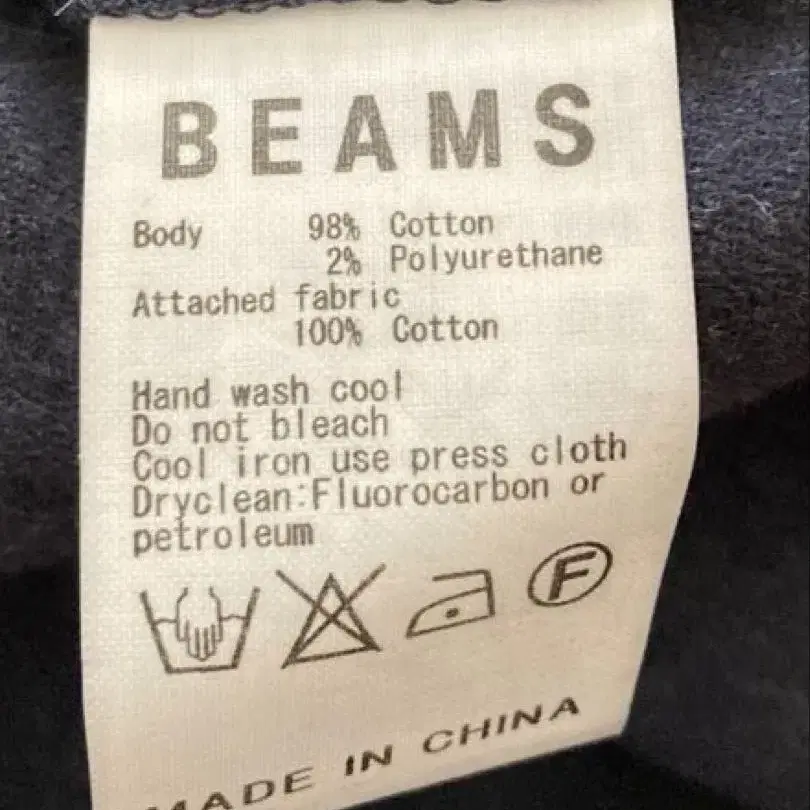 BEAMS
Body 98% Cotton
2% Polyurethane
Attached fabric
100% Cotton
Hand wash cool
Do not bleach
Cool iron use press cloth
Dryclean:Fluorocarbon or
petroleum
F
MADE IN CHINA